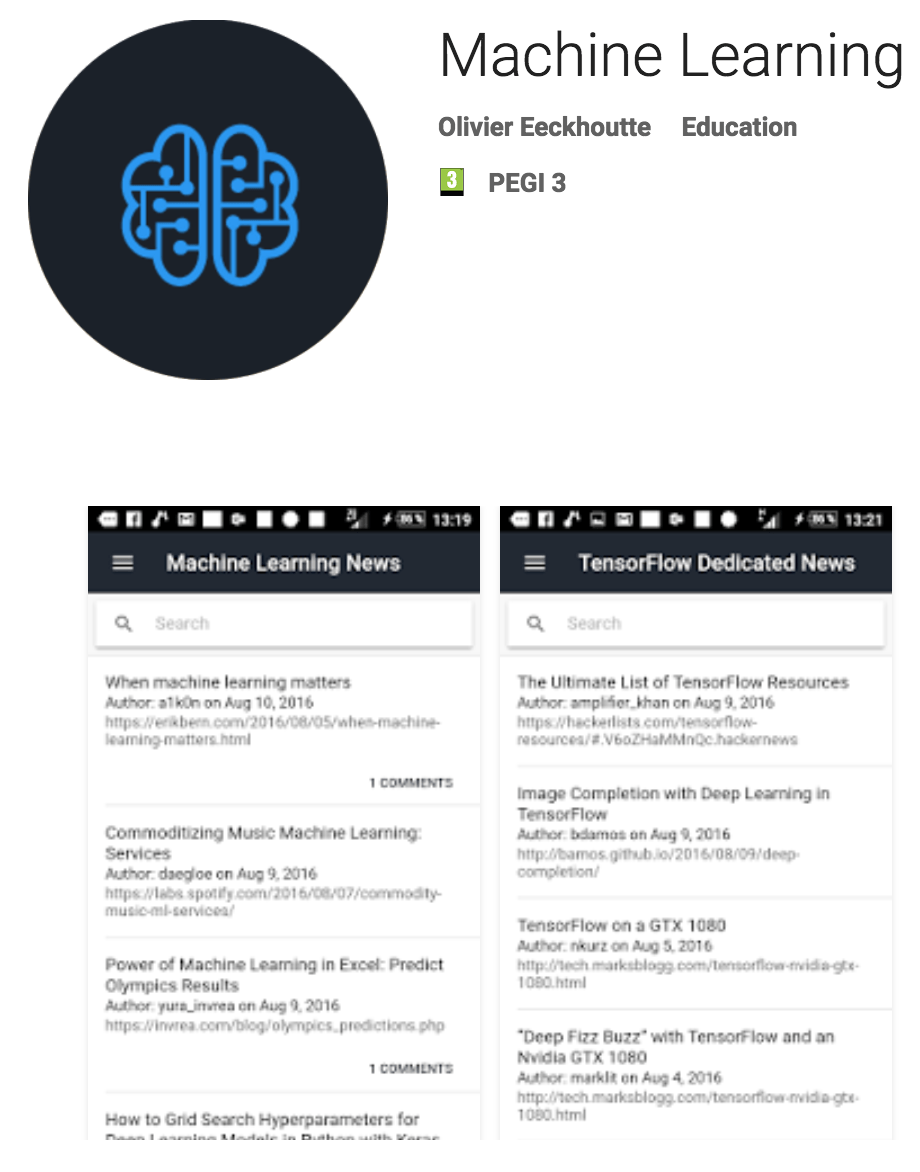 Machine Learning
Olivier Eeckhoutte Education
3 PEGI 3
86% 13:19
Machine Learning News
Search
When machine learning matters
Author: a1k0n on Aug 10, 2016
https://erikbern.com/2016/08/05/when-machine-
learning-matters.html
1 COMMENTS
Commoditizing Music Machine Learning:
Services
Author: daegloe on Aug 9, 2016
https://labs.spotify.com/2016/08/07/commodity-
music-ml-services/
Power of Machine Learning in Excel: Predict
Olympics Results
Author: yura_invrea on Aug 9, 2016
https://invrea.com/blog/olympics_predictions.php
1 COMMENTS
How to Grid Search Hyperparameters for
Deep Learning Models in Python with Keras
86% 13:21
TensorFlow Dedicated News
Search
The Ultimate List of TensorFlow Resources
Author: amplifier_khan on Aug 9, 2016
https://hackerlists.com/tensorflow-
resources/#.V6oZHaMMnQc.hackernews
Image Completion with Deep Learning in
TensorFlow
Author: bdamos on Aug 9, 2016
http://bamos.github.io/2016/08/09/deep-
completion/
TensorFlow on a GTX 1080
Author: nkurz on Aug 5, 2016
http://tech.marksblogg.com/tensorflow-nvidia-gtx-
1080.html
"Deep Fizz Buzz" with TensorFlow and an
Nvidia GTX 1080
Author: marklit on Aug 4, 2016
http://tech.marksblogg.com/tensorflow-nvidia-gtx-
1080.html